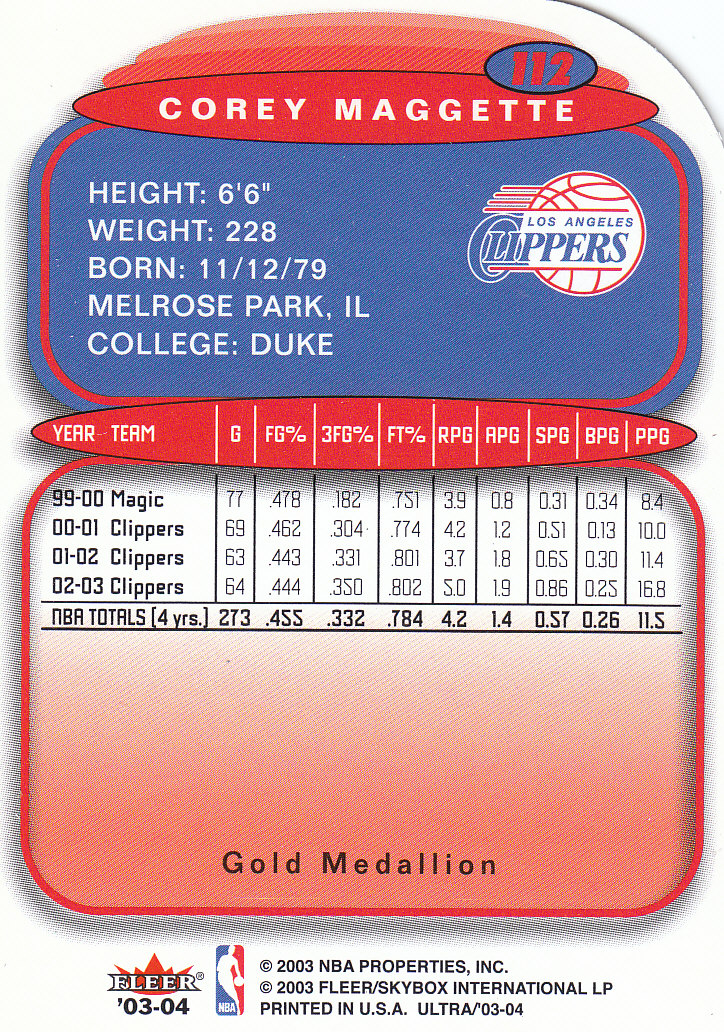 112
COREY MAGGETTE
HEIGHT: 6'6"
WEIGHT: 228
BORN: 11/12/79
MELROSE PARK, IL
COLLEGE: DUKE
LOS ANGELES
CLIPPERS
YEAR - TEAM G FG% 3FG% FT% RPG APG SPG BPG PPG
99-00 Magic 77 .478 .182 .751 3.9 0.8 0.31 0.34 8.4
00-01 Clippers 69 .462 .304 .774 4.2 1.2 0.51 0.13 10.0
01-02 Clippers 63 .443 .331 .801 3.7 1.8 0.65 0.30 11.4
02-03 Clippers 64 .444 .350 .802 5.0 1.9 0.86 0.25 16.8
NBA TOTALS (4 yrs.) 273 .455 .332 .784 4.2 1.4 0.57 0.26 11.5
Gold Medallion
FLEER®
'03-04
NBA
© 2003 NBA PROPERTIES, INC.
© 2003 FLEER/SKYBOX INTERNATIONAL LP
PRINTED IN U.S.A. ULTRA/'03-04